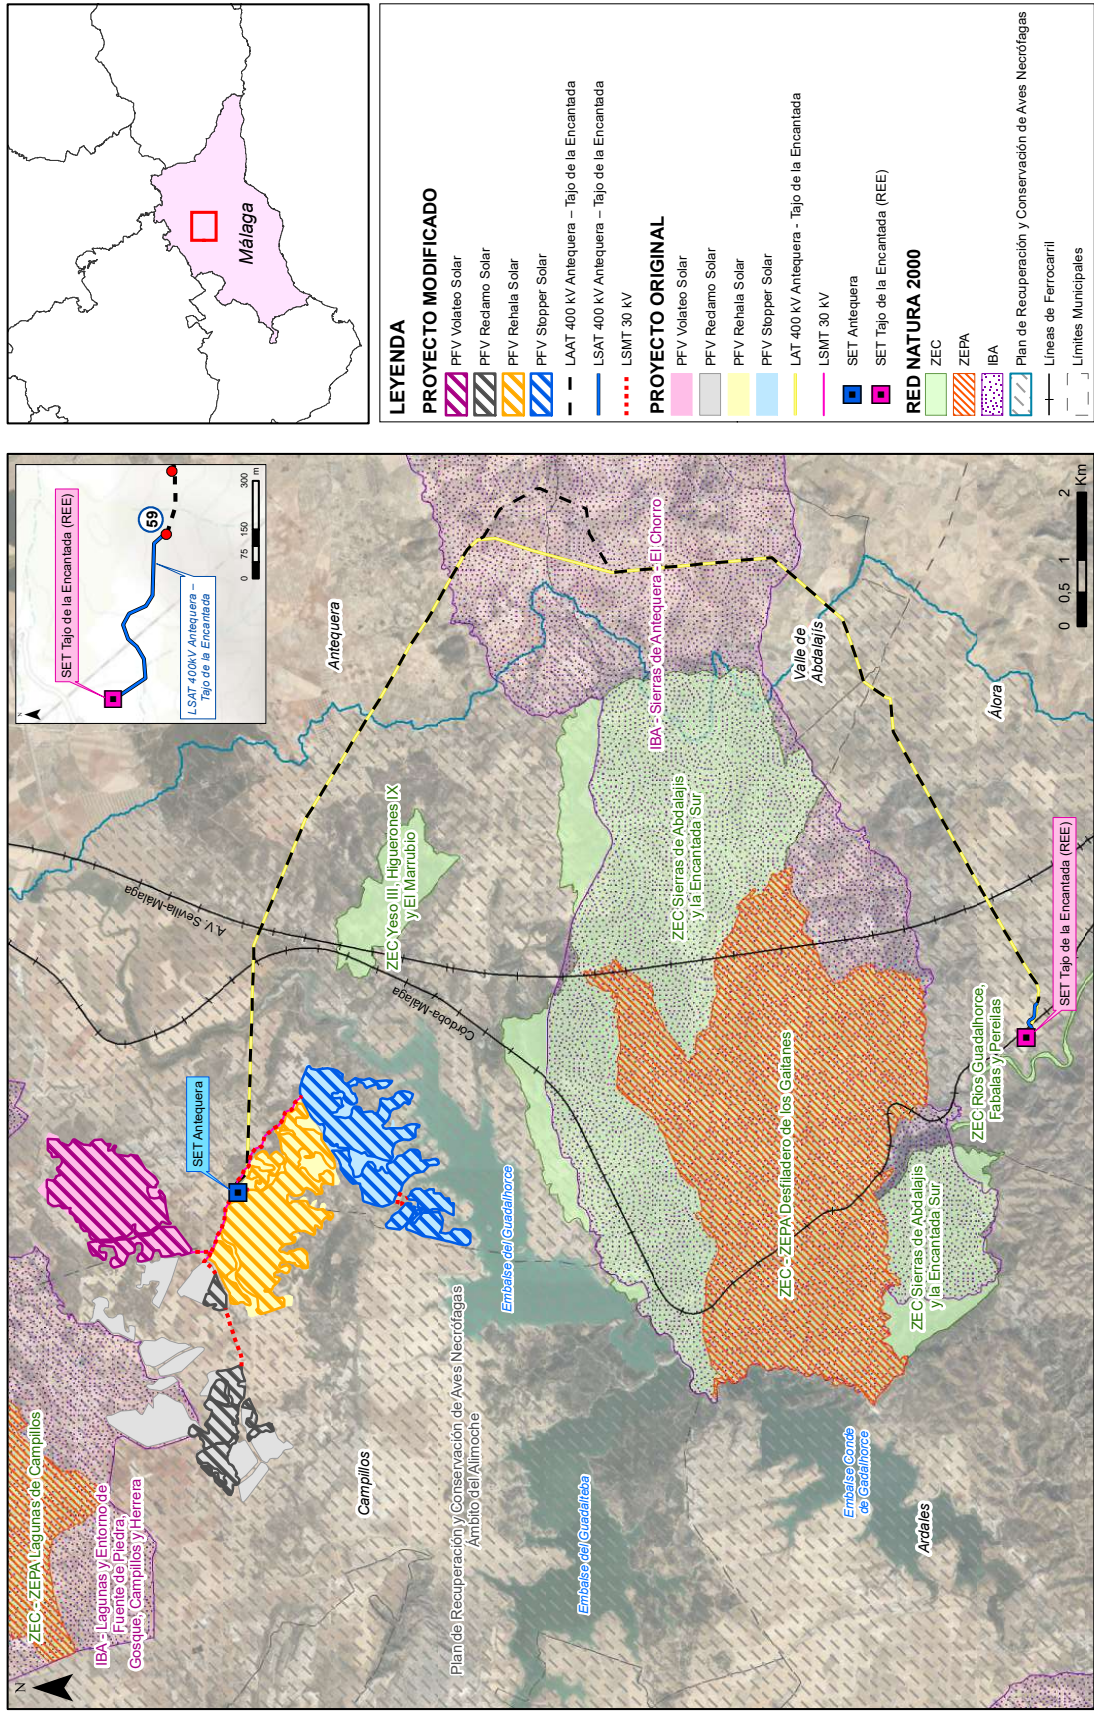 N
ZEC - ZEPA Lagunas de Campillos
IBA - Lagunas y Entorno de
Fuente de Piedra,
Gosque, Campillos y Herrera
SET Antequera
A.V. Sevilla-Málaga
Córdoba-Málaga
Antequera
ZEC Yeso III, Higuerones IX
y El Marrubio
Campillos
Plan de Recuperación y Conservación de Aves Necrófagas
Ámbito del Alimoche
Embalse del Guadalhorce
Embalse del Guadalteba
IBA - Sierras de Antequera - El Chorro
ZEC Sierras de Abdalajis
y la Encantada Sur
ZEC - ZEPA Desfiladero de los Gaitanes
Valle de
Abdalajís
Embalse Conde
de Gadalhorce
Ardales
ZEC Sierras de Abdalajis
y la Encantada Sur
ZEC Ríos Guadalhorce,
Fabalas y Pereilas
Álora
SET Tajo de la Encantada (REE)
0 0,5 1 2
Km
N
SET Tajo de la Encantada (REE)
59
LSAT 400kV Antequera –
Tajo de la Encantada
0 75 150 300
m
Málaga
LEYENDA
PROYECTO MODIFICADO
PFV Volateo Solar
PFV Reclamo Solar
PFV Rehala Solar
PFV Stopper Solar
LAAT 400 kV Antequera – Tajo de la Encantada
LSAT 400 kV Antequera – Tajo de la Encantada
LSMT 30 kV
PROYECTO ORIGINAL
PFV Volateo Solar
PFV Reclamo Solar
PFV Rehala Solar
PFV Stopper Solar
LAT 400 kV Antequera - Tajo de la Encantada
LSMT 30 kV
SET Antequera
SET Tajo de la Encantada (REE)
RED NATURA 2000
ZEC
ZEPA
IBA
Plan de Recuperación y Conservación de Aves Necrófagas
Líneas de Ferrocarril
Límites Municipales